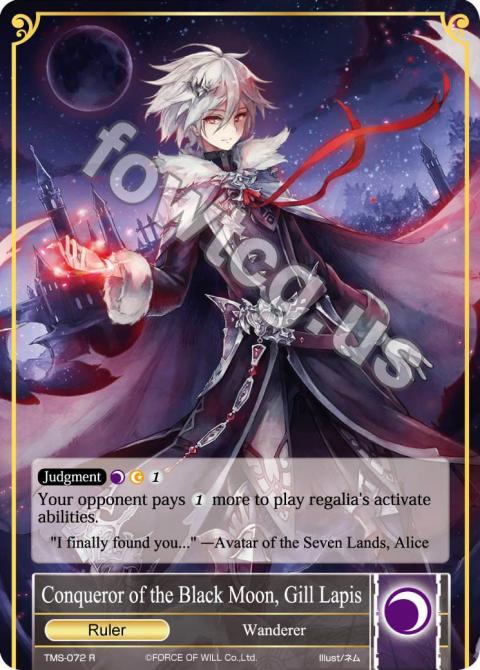 fowtcg.us
Judgment 1
Your opponent pays 1 more to play regalia's activate
abilities.
"I finally found you..." —Avatar of the Seven Lands, Alice
Conqueror of the Black Moon, Gill Lapis
Ruler
Wanderer
TMS-072 R ©FORCE OF WILL Co.,Ltd. Illust/ネム